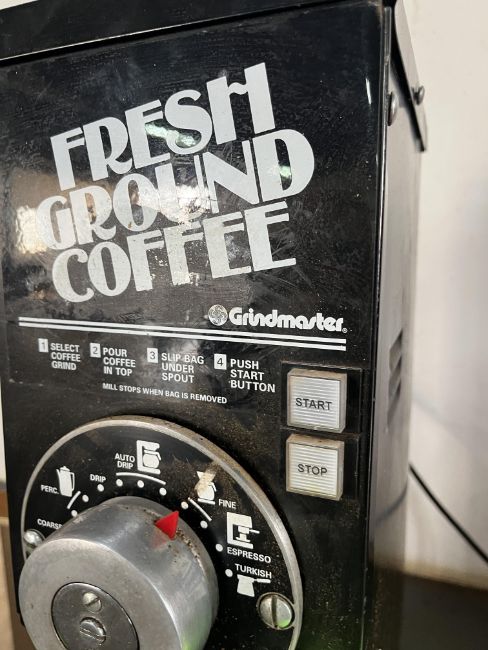 FRESH
GROUND
COFFEE
Grindmaster®
1 SELECT
COFFEE
GRIND
2 POUR
COFFEE
IN TOP
3 SLIP BAG
UNDER
SPOUT
4 PUSH
START
BUTTON
MILL STOPS WHEN BAG IS REMOVED
START
STOP
COARSE
PERC.
DRIP
AUTO
DRIP
FINE
ESPRESSO
TURKISH